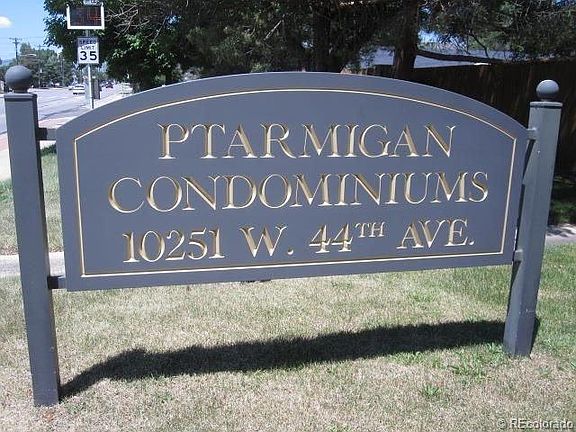 SPEED
LIMIT
35
PTARMIGAN
CONDOMINIUMS
10251 W. 44TH AVE.
© REcolorado